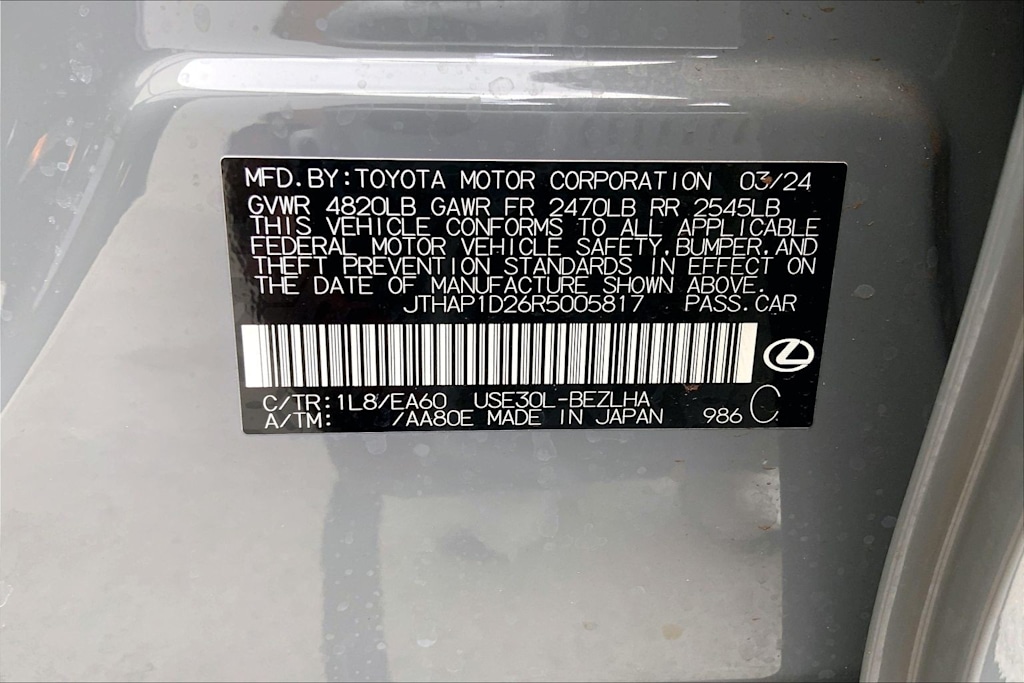 MFD.BY:TOYOTA MOTOR CORPORATION 03/24
GVWR 4820LB GAWR FR 2470LB RR 2545LB
THIS VEHICLE CONFORMS TO ALL APPLICABLE
FEDERAL MOTOR VEHICLE SAFETY,BUMPER,AND
THEFT PREVENTION STANDARDS IN EFFECT ON
THE DATE OF MANUFACTURE SHOWN ABOVE.
JTHAP1D26R5005817 PASS.CAR
C/TR:1L8/EA60 USE30L-BEZLHA
A/TM: /AA80E MADE IN JAPAN 986 C